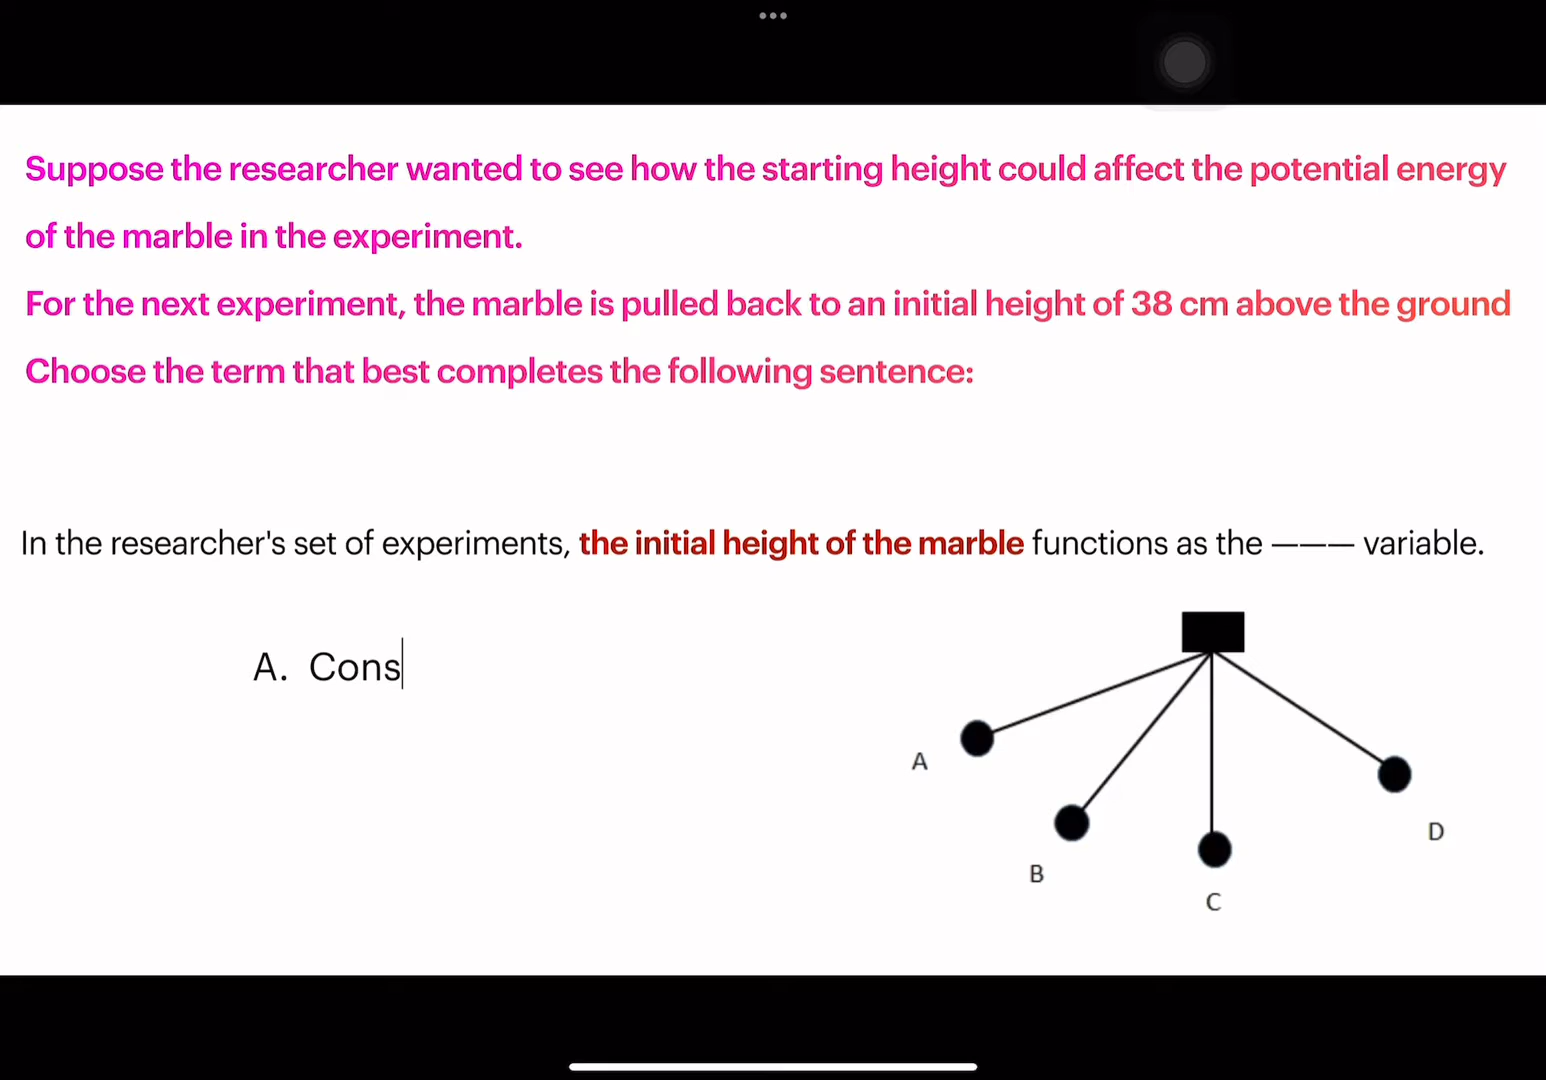 Suppose the researcher wanted to see how the starting height could affect the potential energy
of the marble in the experiment.
For the next experiment, the marble is pulled back to an initial height of 38 cm above the ground
Choose the term that best completes the following sentence:
In the researcher's set of experiments, the initial height of the marble functions as the ——— variable.
A. Cons
A
B
C
D